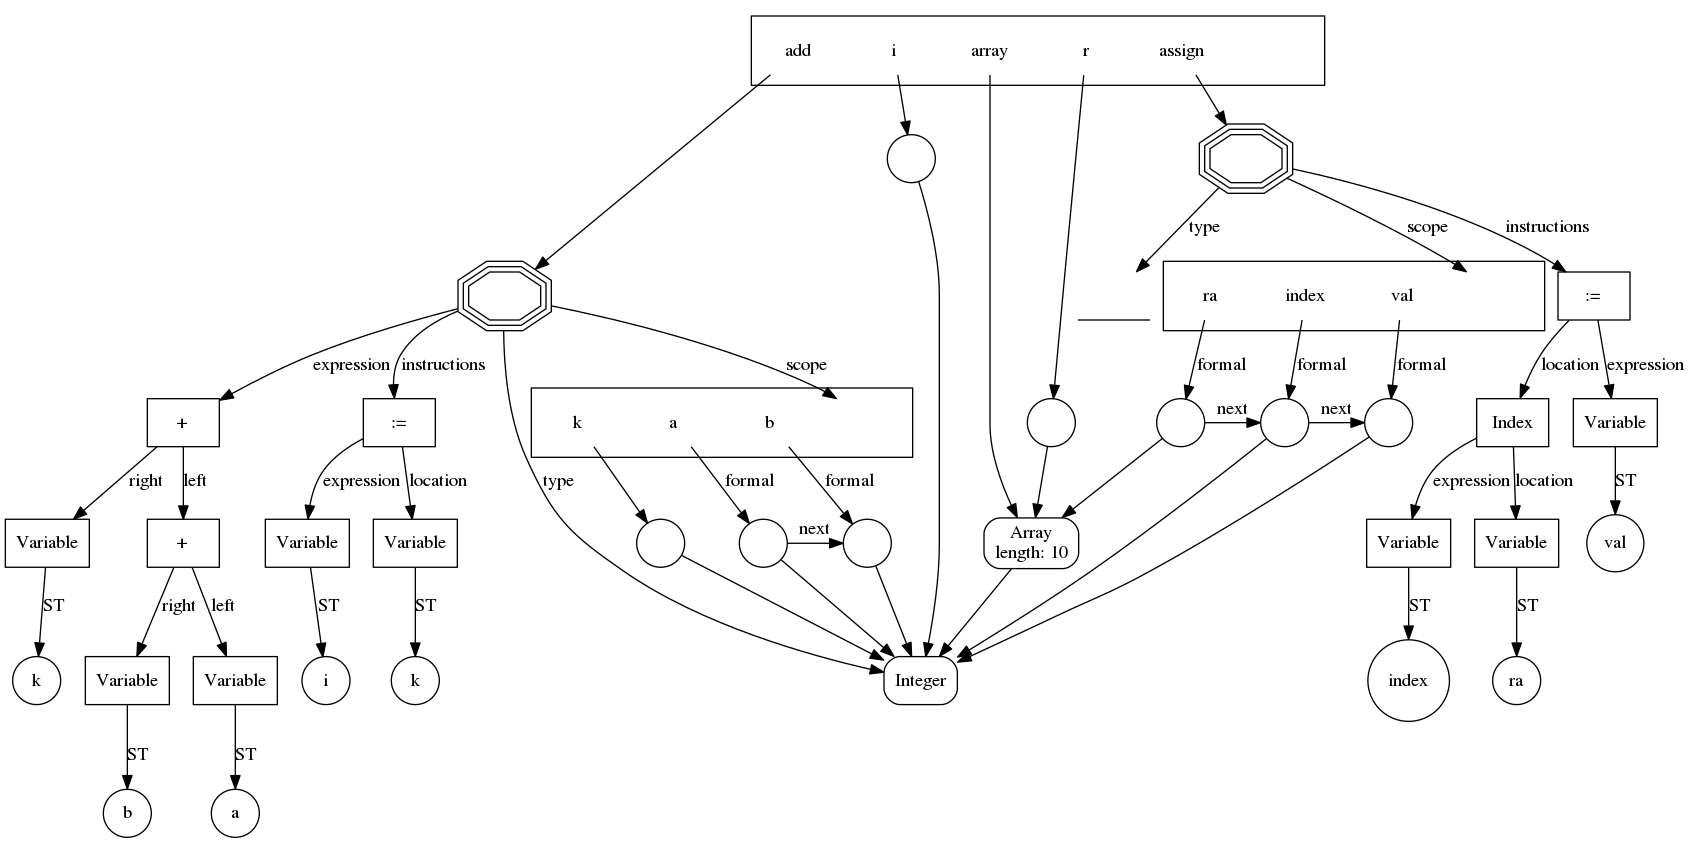 add i array r assign
type scope instructions
ra index val :=
expression instructions scope formal formal formal location expression
+ := k a b next next Index Variable
right left expression location type formal formal expression location ST
Variable + Variable Variable next Array
length: 10 Variable Variable val
ST right left ST ST ST ST
k Variable Variable i k Integer index ra
ST ST
b a